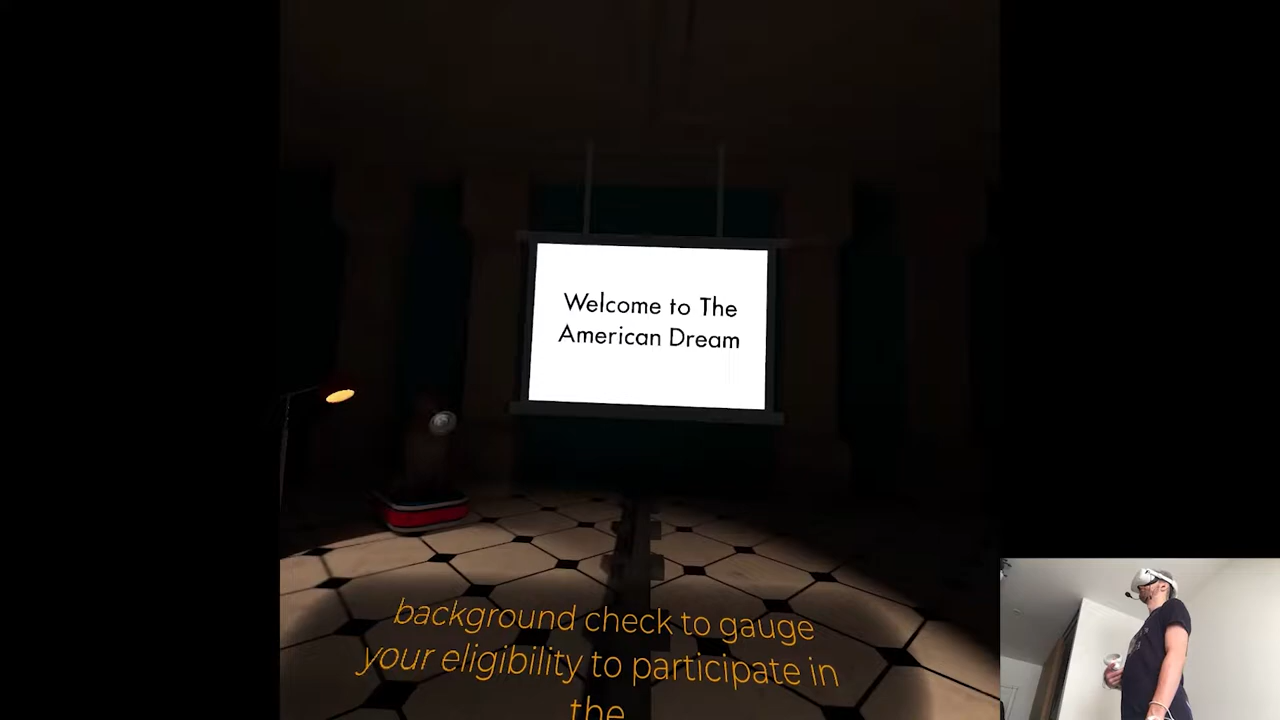 Welcome to The
American Dream
background check to gauge
your eligibility to participate in
the